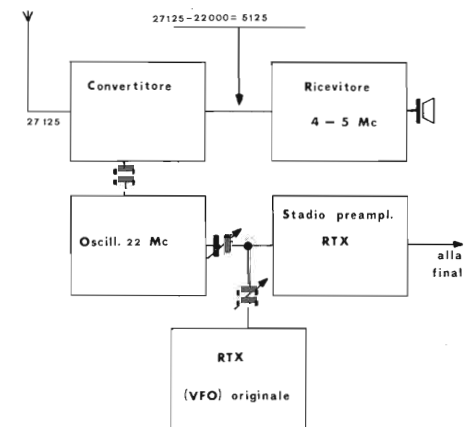 27125-22000= 5125
Convertitore
Ricevitore
4 – 5 Mc
27 125
Oscill. 22 Mc
Stadio preampl.
RTX
alla
final
RTX
(VFO) originale